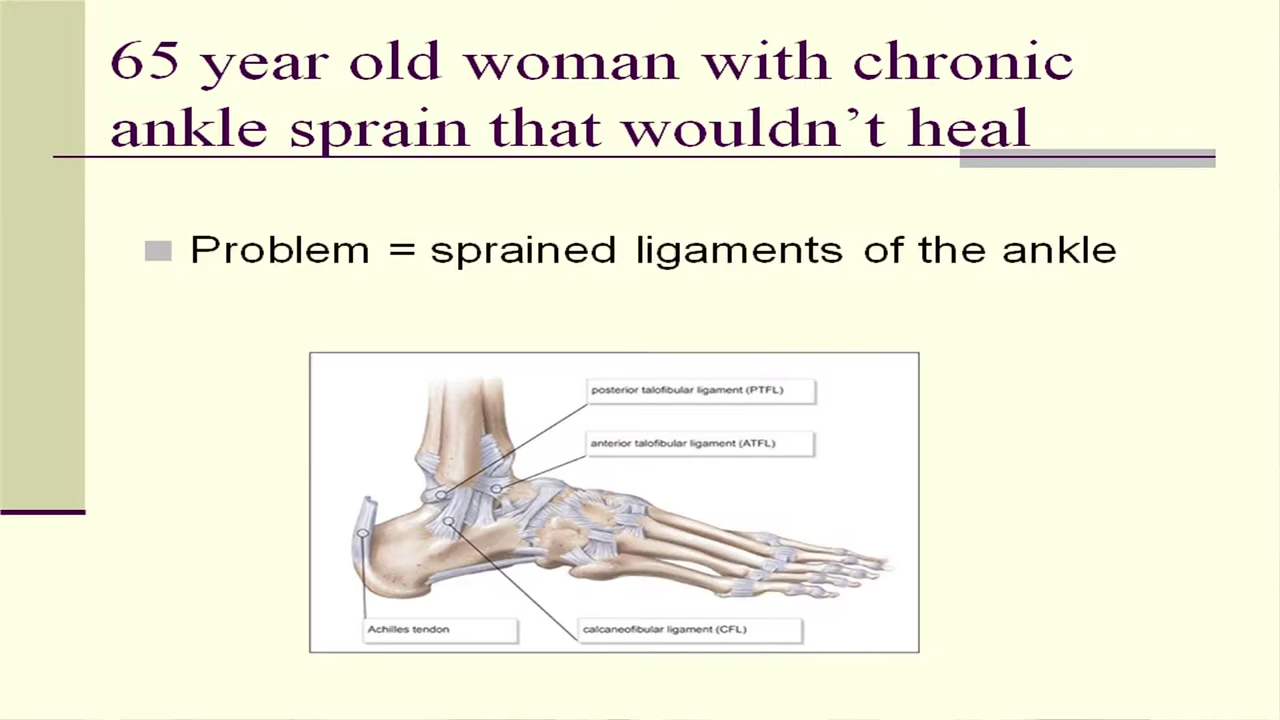 65 year old woman with chronic
ankle sprain that wouldn't heal
Problem = sprained ligaments of the ankle
posterior talofibular ligament (PTFL)
anterior talofibular ligament (ATFL)
Achilles tendon
calcaneofibular ligament (CFL)